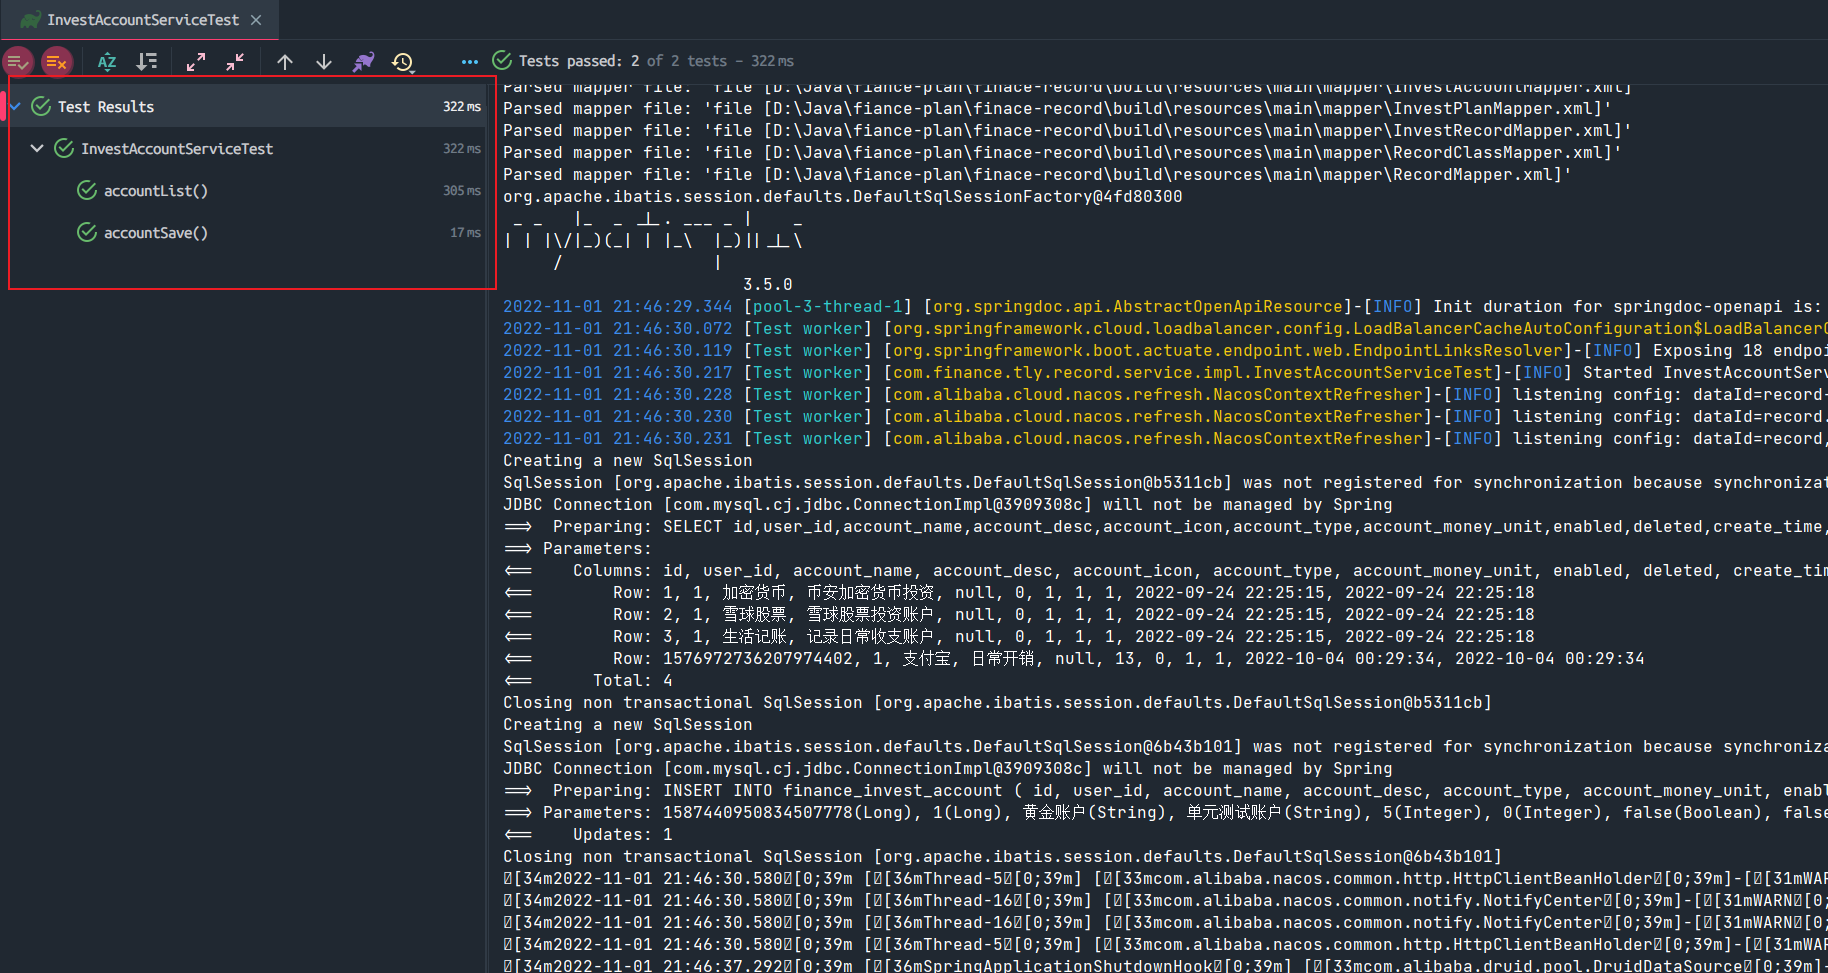 InvestAccountServiceTest
Tests passed: 2 of 2 tests – 322 ms
Test Results 322 ms
InvestAccountServiceTest 322 ms
accountList() 305 ms
accountSave() 17 ms
Parsed mapper file: 'file [D:\Java\fiance-plan\finace-record\build\resources\main\mapper\InvestAccountMapper.xml]'
Parsed mapper file: 'file [D:\Java\fiance-plan\finace-record\build\resources\main\mapper\InvestPlanMapper.xml]'
Parsed mapper file: 'file [D:\Java\fiance-plan\finace-record\build\resources\main\mapper\InvestRecordMapper.xml]'
Parsed mapper file: 'file [D:\Java\fiance-plan\finace-record\build\resources\main\mapper\RecordClassMapper.xml]'
Parsed mapper file: 'file [D:\Java\fiance-plan\finace-record\build\resources\main\mapper\RecordMapper.xml]'
org.apache.ibatis.session.defaults.DefaultSqlSessionFactory@4fd80300
3.5.0
2022-11-01 21:46:29.344 [pool-3-thread-1] [org.springdoc.api.AbstractOpenApiResource]-[INFO] Init duration for springdoc-openapi is:
2022-11-01 21:46:30.072 [Test worker] [org.springframework.cloud.loadbalancer.config.LoadBalancerCacheAutoConfiguration$LoadBalancerC
2022-11-01 21:46:30.119 [Test worker] [org.springframework.boot.actuate.endpoint.web.EndpointLinksResolver]-[INFO] Exposing 18 endpoi
2022-11-01 21:46:30.217 [Test worker] [com.finance.tly.record.service.impl.InvestAccountServiceTest]-[INFO] Started InvestAccountServ
2022-11-01 21:46:30.228 [Test worker] [com.alibaba.cloud.nacos.refresh.NacosContextRefresher]-[INFO] listening config: dataId=record-
2022-11-01 21:46:30.230 [Test worker] [com.alibaba.cloud.nacos.refresh.NacosContextRefresher]-[INFO] listening config: dataId=record.
2022-11-01 21:46:30.231 [Test worker] [com.alibaba.cloud.nacos.refresh.NacosContextRefresher]-[INFO] listening config: dataId=record,
Creating a new SqlSession
SqlSession [org.apache.ibatis.session.defaults.DefaultSqlSession@b5311cb] was not registered for synchronization because synchronizat
JDBC Connection [com.mysql.cj.jdbc.ConnectionImpl@3909308c] will not be managed by Spring
==>  Preparing: SELECT id,user_id,account_name,account_desc,account_icon,account_type,account_money_unit,enabled,deleted,create_time,
==> Parameters:
<==    Columns: id, user_id, account_name, account_desc, account_icon, account_type, account_money_unit, enabled, deleted, create_tim
<==        Row: 1, 1, 加密货币, 币安加密货币投资, null, 0, 1, 1, 1, 2022-09-24 22:25:15, 2022-09-24 22:25:18
<==        Row: 2, 1, 雪球股票, 雪球股票投资账户, null, 0, 1, 1, 1, 2022-09-24 22:25:15, 2022-09-24 22:25:18
<==        Row: 3, 1, 生活记账, 记录日常收支账户, null, 0, 1, 1, 1, 2022-09-24 22:25:15, 2022-09-24 22:25:18
<==        Row: 1576972736207974402, 1, 支付宝, 日常开销, null, 13, 0, 1, 1, 2022-10-04 00:29:34, 2022-10-04 00:29:34
<==      Total: 4
Closing non transactional SqlSession [org.apache.ibatis.session.defaults.DefaultSqlSession@b5311cb]
Creating a new SqlSession
SqlSession [org.apache.ibatis.session.defaults.DefaultSqlSession@6b43b101] was not registered for synchronization because synchroniza
JDBC Connection [com.mysql.cj.jdbc.ConnectionImpl@3909308c] will not be managed by Spring
==>  Preparing: INSERT INTO finance_invest_account ( id, user_id, account_name, account_desc, account_type, account_money_unit, enabl
==> Parameters: 1587440950834507778(Long), 1(Long), 黄金账户(String), 单元测试账户(String), 5(Integer), 0(Integer), false(Boolean), false
<==    Updates: 1
Closing non transactional SqlSession [org.apache.ibatis.session.defaults.DefaultSqlSession@6b43b101]
[34m2022-11-01 21:46:30.580[0;39m [[36mThread-5[0;39m] [[33mcom.alibaba.nacos.common.http.HttpClientBeanHolder[0;39m]-[[31mWAR
[34m2022-11-01 21:46:30.580[0;39m [[36mThread-16[0;39m] [[33mcom.alibaba.nacos.common.notify.NotifyCenter[0;39m]-[[31mWARN[0;
[34m2022-11-01 21:46:30.580[0;39m [[36mThread-16[0;39m] [[33mcom.alibaba.nacos.common.notify.NotifyCenter[0;39m]-[[31mWARN[0;
[34m2022-11-01 21:46:30.580[0;39m [[36mThread-5[0;39m] [[33mcom.alibaba.nacos.common.http.HttpClientBeanHolder[0;39m]-[[31mWAR
[34m2022-11-01 21:46:37.292[0;39m [[36mSpringApplicationShutdownHook[0;39m] [[33mcom.alibaba.druid.pool.DruidDataSource[0;39m]-